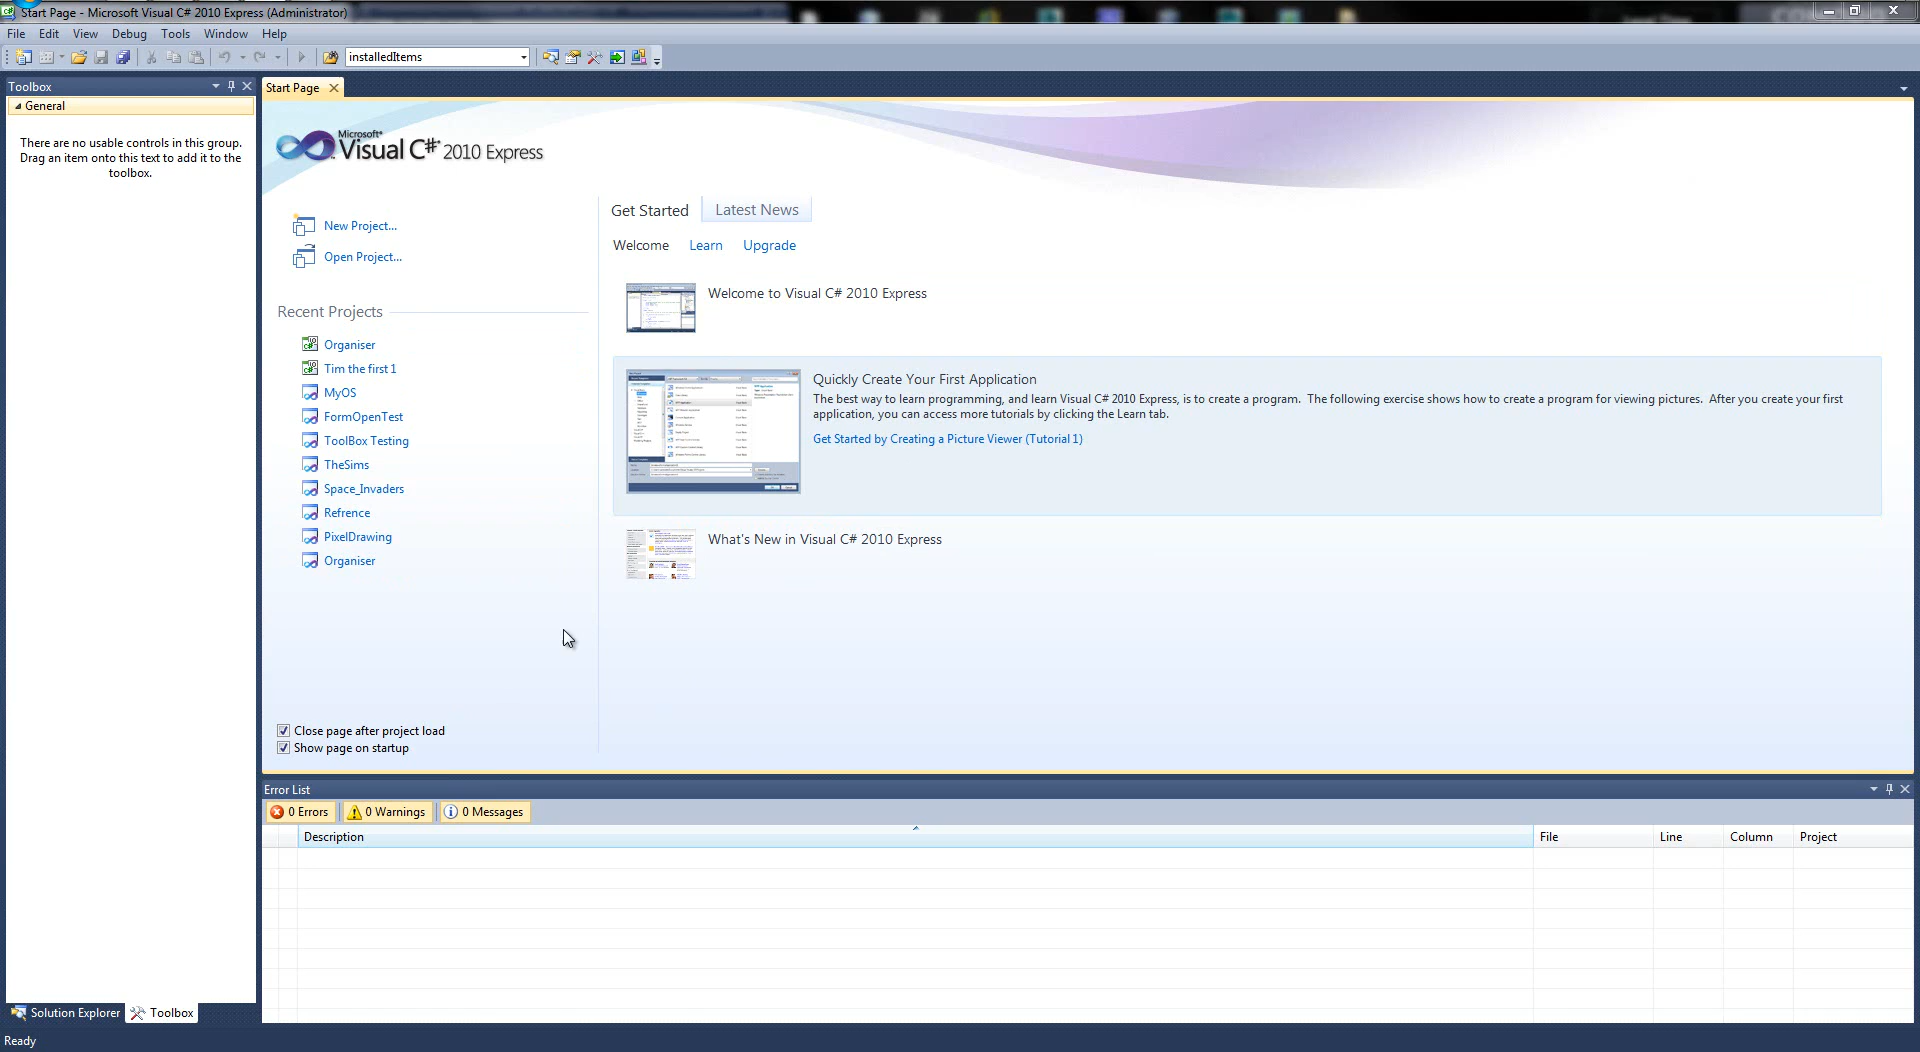 Start Page - Microsoft Visual C# 2010 Express (Administrator)
File Edit View Debug Tools Window Help
installedItems
Toolbox
General
There are no usable controls in this group. Drag an item onto this text to add it to the toolbox.
Start Page
Microsoft®
Visual C#® 2010 Express
New Project...
Open Project...
Recent Projects
Organiser
Tim the first 1
MyOS
FormOpenTest
ToolBox Testing
TheSims
Space_Invaders
Refrence
PixelDrawing
Organiser
Close page after project load
Show page on startup
Get Started Latest News
Welcome Learn Upgrade
Welcome to Visual C# 2010 Express
Quickly Create Your First Application
The best way to learn programming, and learn Visual C# 2010 Express, is to create a program. The following exercise shows how to create a program for viewing pictures. After you create your first
application, you can access more tutorials by clicking the Learn tab.
Get Started by Creating a Picture Viewer (Tutorial 1)
What's New in Visual C# 2010 Express
Error List
0 Errors 0 Warnings 0 Messages
Description File Line Column Project
Solution Explorer Toolbox
Ready